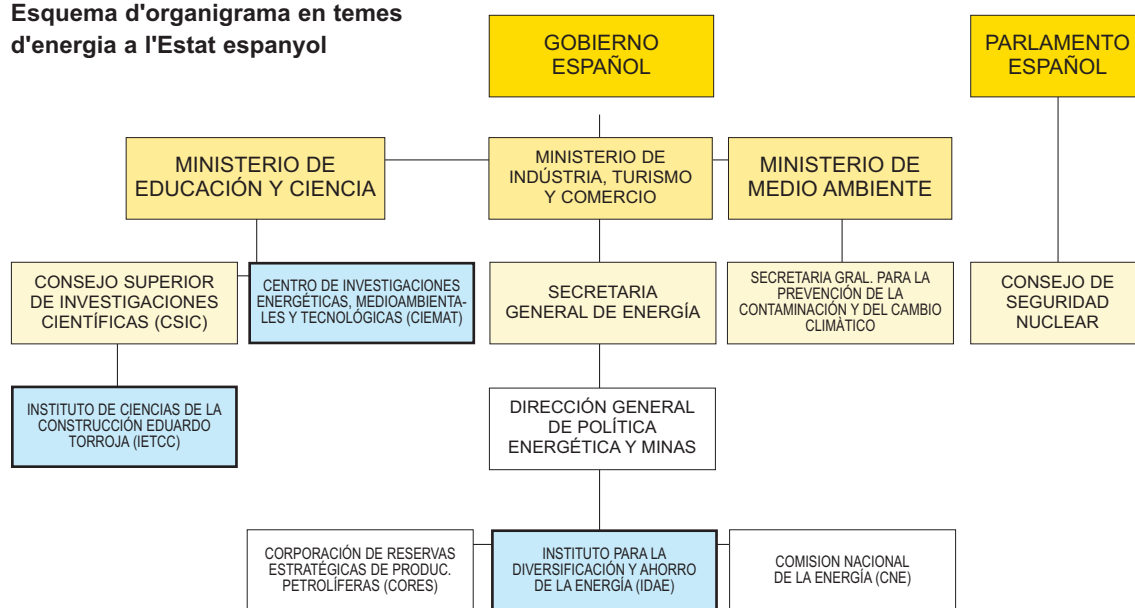 Esquema d'organigrama en temes
d'energia a l'Estat espanyol
GOBIERNO
ESPAÑOL
PARLAMENTO
ESPAÑOL
MINISTERIO DE
EDUCACIÓN Y CIENCIA
MINISTERIO DE
INDÚSTRIA, TURISMO
Y COMERCIO
MINISTERIO DE
MEDIO AMBIENTE
CONSEJO SUPERIOR
DE INVESTIGACIONES
CIENTÍFICAS (CSIC)
CENTRO DE INVESTIGACIONES
ENERGÉTICAS, MEDIOAMBIENTA-
LES Y TECNOLÓGICAS (CIEMAT)
SECRETARIA
GENERAL DE ENERGÍA
SECRETARIA GRAL. PARA LA
PREVENCIÓN DE LA
CONTAMINACIÓN Y DEL CAMBIO
CLIMÀTICO
CONSEJO DE
SEGURIDAD
NUCLEAR
INSTITUTO DE CIENCIAS DE LA
CONSTRUCCIÓN EDUARDO
TORROJA (IETCC)
DIRECCIÓN GENERAL
DE POLÍTICA
ENERGÉTICA Y MINAS
CORPORACIÓN DE RESERVAS
ESTRATÉGICAS DE PRODUC.
PETROLÍFERAS (CORES)
INSTITUTO PARA LA
DIVERSIFICACIÓN Y AHORRO
DE LA ENERGÍA (IDAE)
COMISION NACIONAL
DE LA ENERGÍA (CNE)